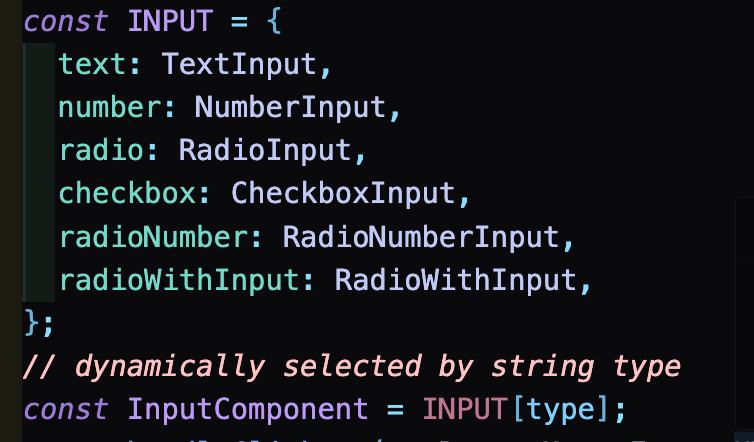 const INPUT = {
text: TextInput,
number: NumberInput,
radio: RadioInput,
checkbox: CheckboxInput,
radioNumber: RadioNumberInput,
radioWithInput: RadioWithInput,
};
// dynamically selected by string type
const InputComponent = INPUT[type];